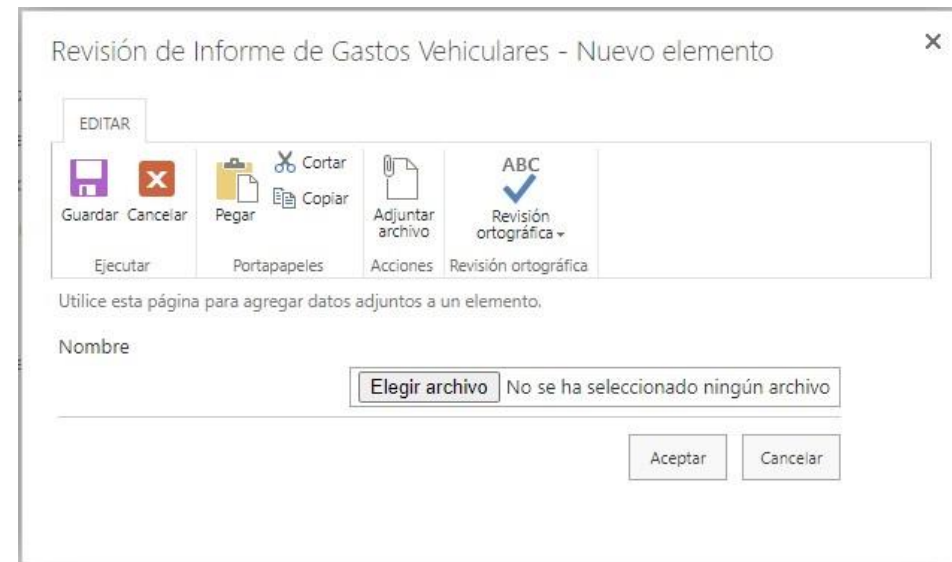 Revisión de Informe de Gastos Vehiculares - Nuevo elemento
EDITAR
Guardar
Cancelar
Pegar
Cortar
Copiar
Adjuntar
archivo
ABC
Revisión
ortográfica
Ejecutar
Portapapeles
Acciones
Revisión ortográfica
Utilice esta página para agregar datos adjuntos a un elemento.
Nombre
Elegir archivo No se ha seleccionado ningún archivo
Aceptar
Cancelar